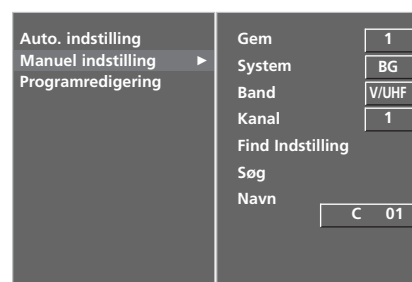 Auto. indstilling
Manuel indstilling ►
Programredigering
Gem 1
System BG
Band V/UHF
Kanal 1
Find Indstilling
Søg
Navn
C 01